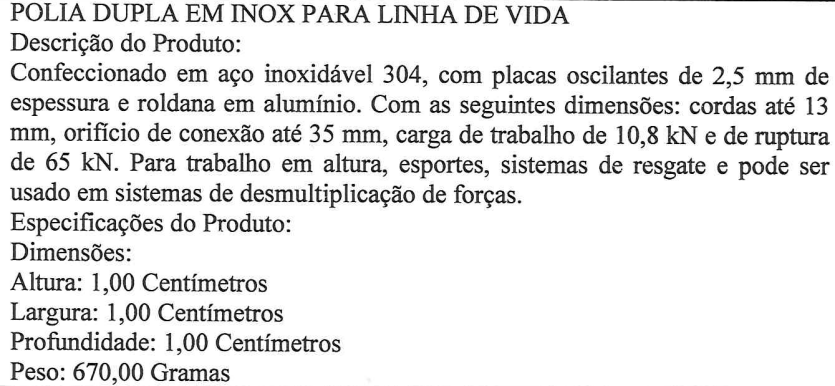 POLIA DUPLA EM INOX PARA LINHA DE VIDA
Descrição do Produto:
Confeccionado em aço inoxidável 304, com placas oscilantes de 2,5 mm de
espessura e roldana em alumínio. Com as seguintes dimensões: cordas até 13
mm, orifício de conexão até 35 mm, carga de trabalho de 10,8 kN e de ruptura
de 65 kN. Para trabalho em altura, esportes, sistemas de resgate e pode ser
usado em sistemas de desmultiplicação de forças.
Especificações do Produto:
Dimensões:
Altura: 1,00 Centímetros
Largura: 1,00 Centímetros
Profundidade: 1,00 Centímetros
Peso: 670,00 Gramas